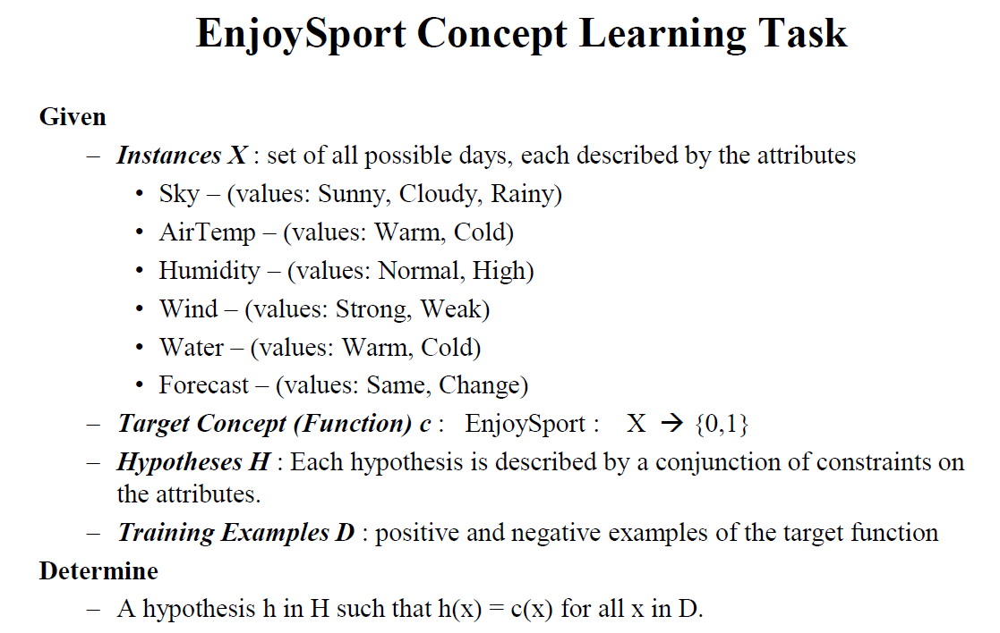 EnjoySport Concept Learning Task
Given
– Instances X : set of all possible days, each described by the attributes
• Sky – (values: Sunny, Cloudy, Rainy)
• AirTemp – (values: Warm, Cold)
• Humidity – (values: Normal, High)
• Wind – (values: Strong, Weak)
• Water – (values: Warm, Cold)
• Forecast – (values: Same, Change)
– Target Concept (Function) c : EnjoySport : X → {0,1}
– Hypotheses H : Each hypothesis is described by a conjunction of constraints on
the attributes.
– Training Examples D : positive and negative examples of the target function
Determine
– A hypothesis h in H such that h(x) = c(x) for all x in D.